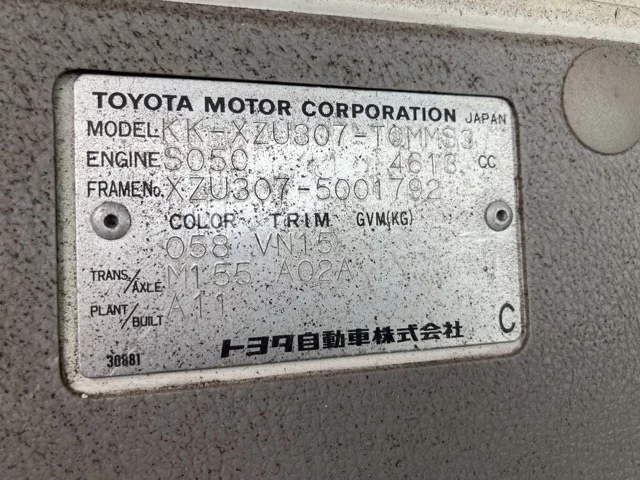 TOYOTA MOTOR CORPORATION JAPAN
MODEL KK-XZU307-TQMMS3
ENGINE S05C 4613 CC
FRAME No. XZU307-5001792
COLOR TRIM GVM(KG)
058 VN15
TRANS./AXLE M155 A02A
PLANT/BUILT A11
トヨタ自動車株式会社 C
30881